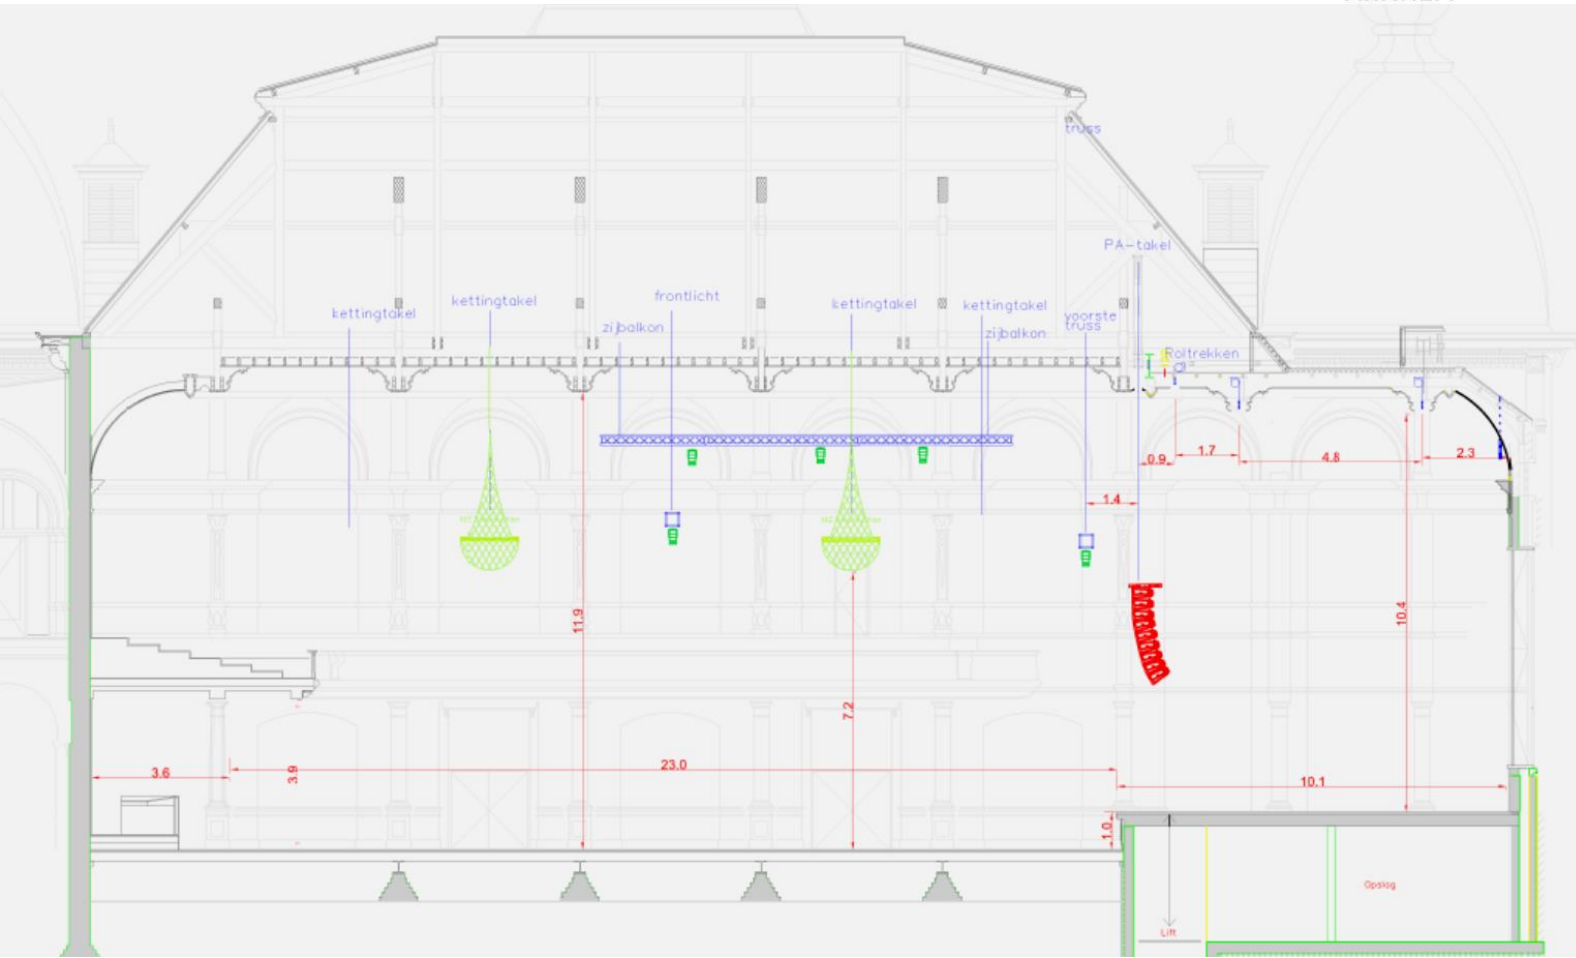 truss
PA-takel
frontlicht
kettingtakel
kettingtakel
kettingtakel
kettingtakel
zijbalkon
voorste
truss
zijbalkon
Roltrekken
1.7
2.3
0.9
4.8
1.4
11.9
10.4
7.2
23.0
3.6
3.9
10.1
1.0
Opslag
Lift